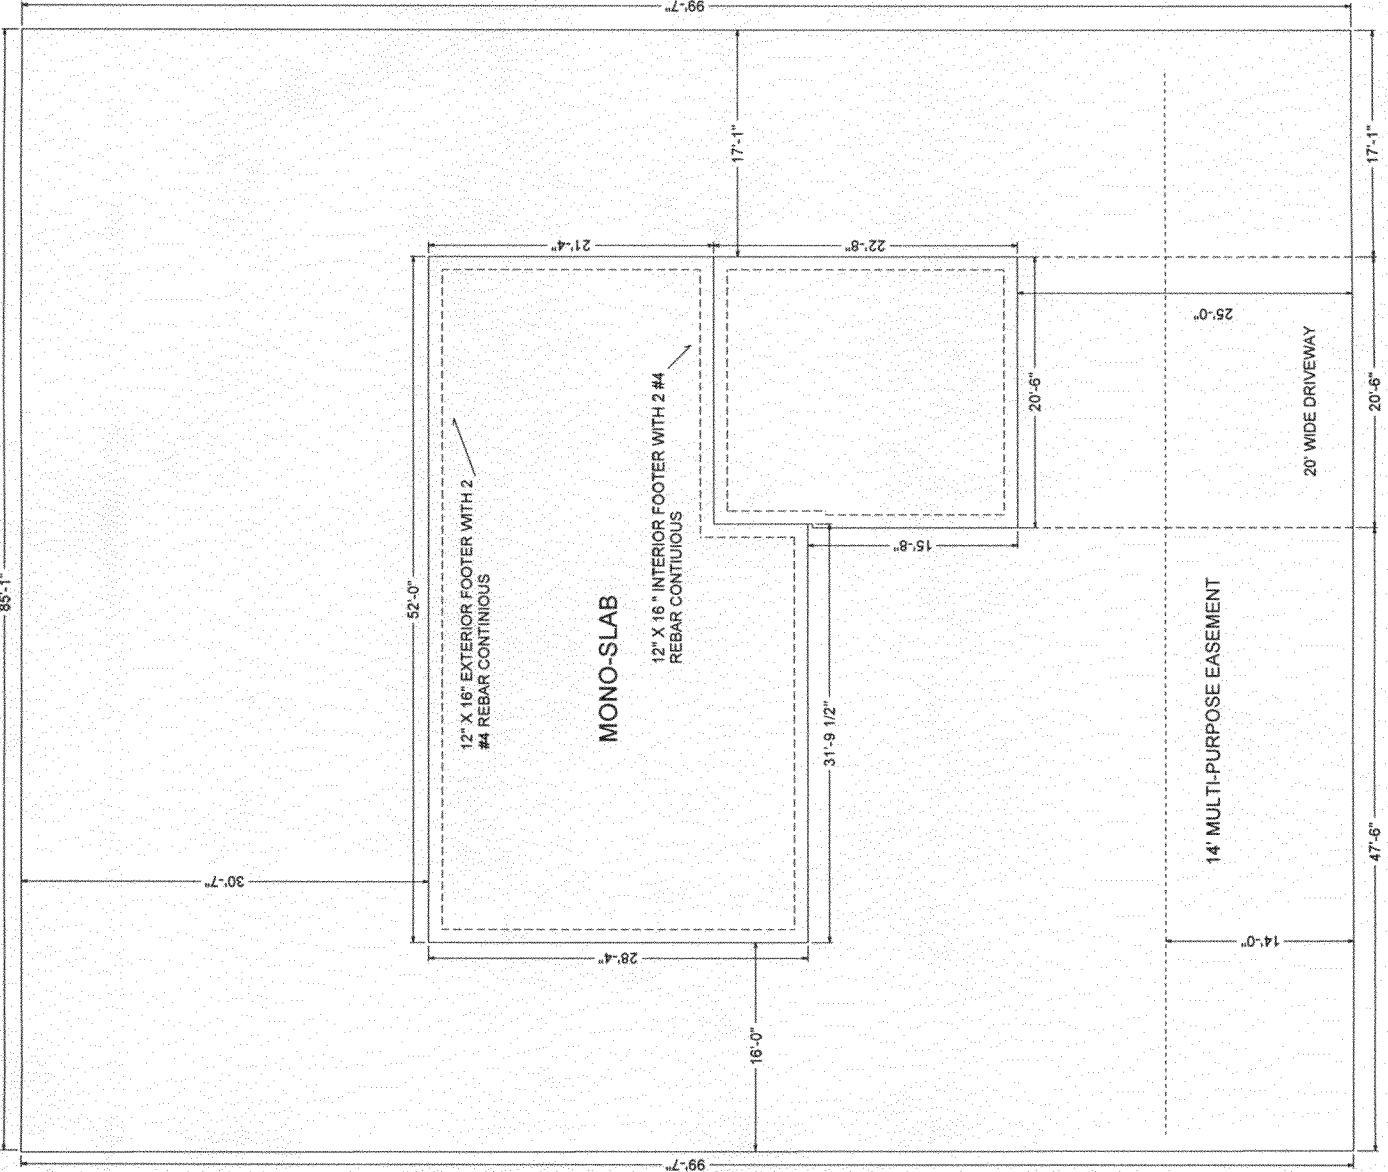 99'-7"
85'-1"
17'-1"
17'-1"
21'-4"
22'-8"
25'-0"
20'-6"
20'-6"
20' WIDE DRIVEWAY
12" X 16" EXTERIOR FOOTER WITH 2
#4 REBAR CONTINIOUS
12" X 16 " INTERIOR FOOTER WITH 2 #4
REBAR CONTIUIOUS
MONO-SLAB
52'-0"
15'-8"
31'-9 1/2"
14' MULTI-PURPOSE EASEMENT
47'-6"
30'-7"
28'-4"
14'-0"
16'-0"
99'-7"